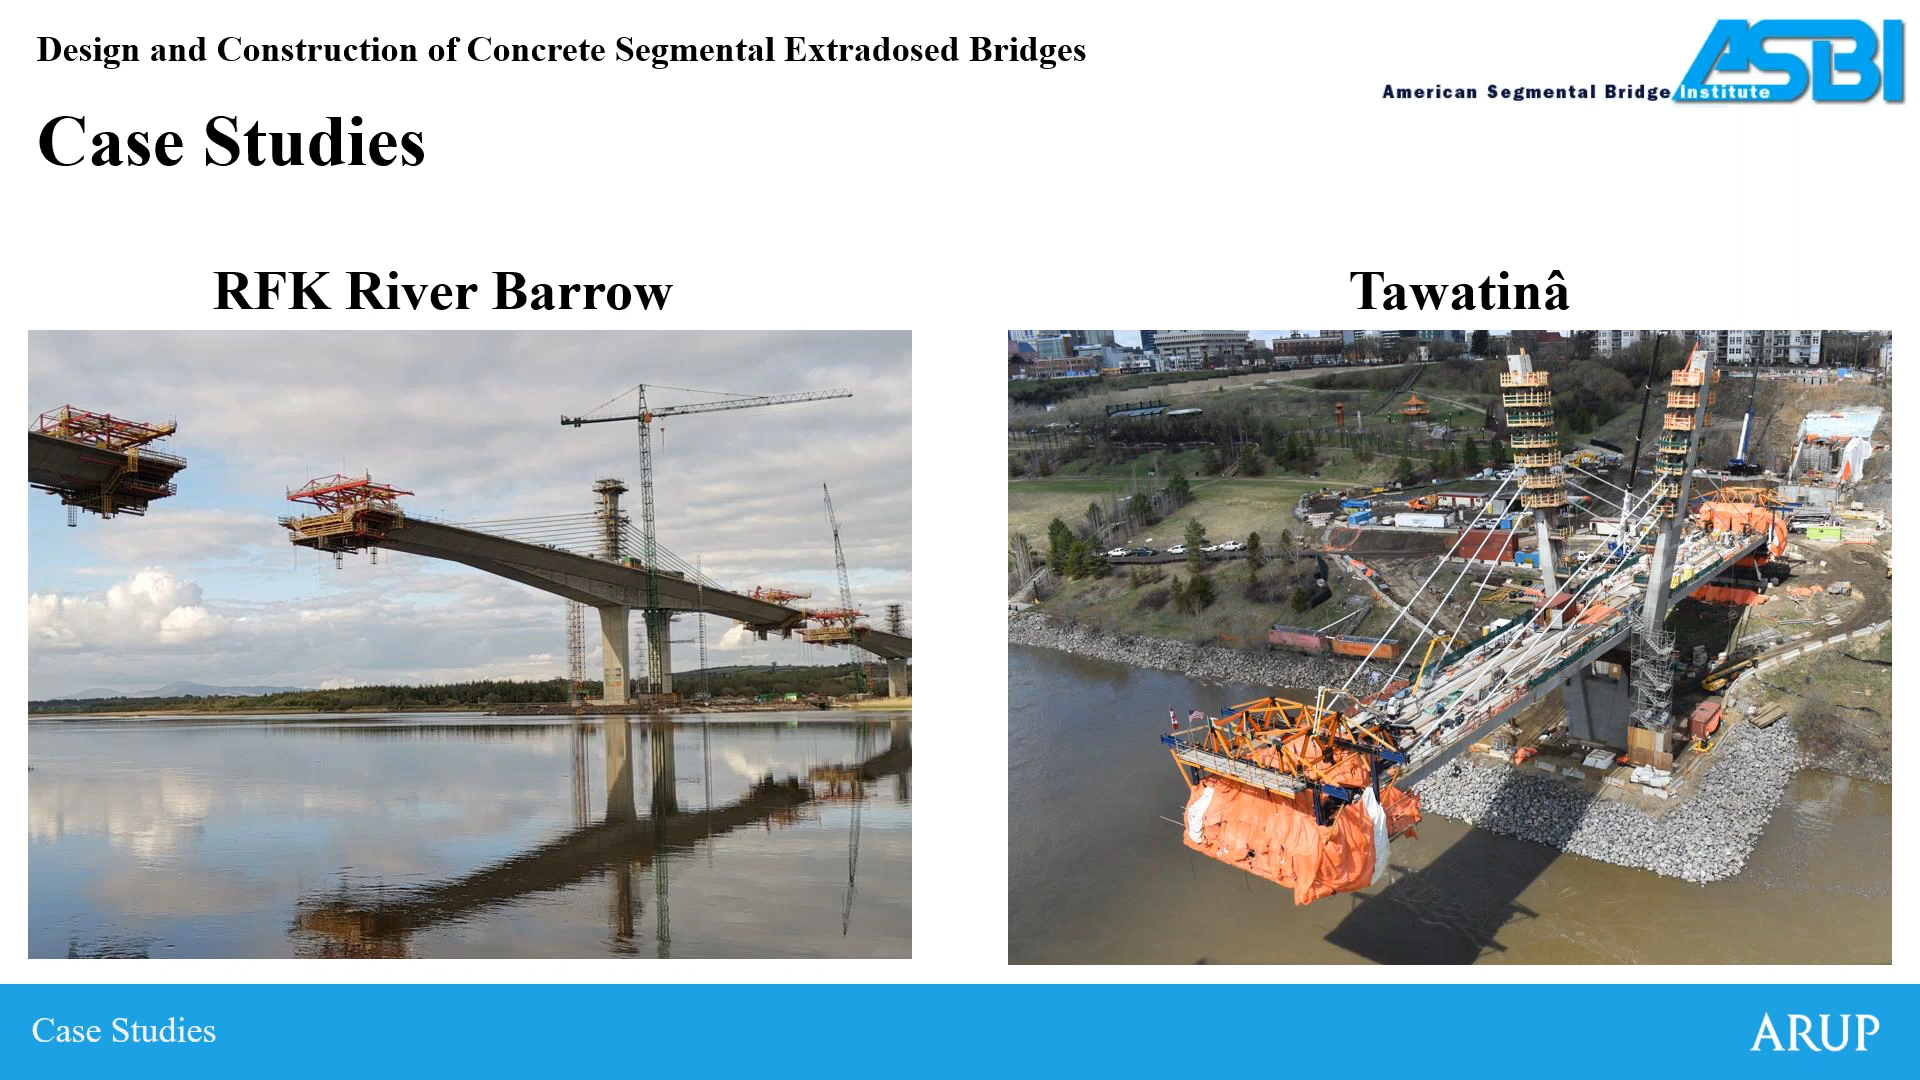 Design and Construction of Concrete Segmental Extradosed Bridges
ASBI
American Segmental Bridge Institute
Case Studies
RFK River Barrow
Tawatinâ
Case Studies
ARUP